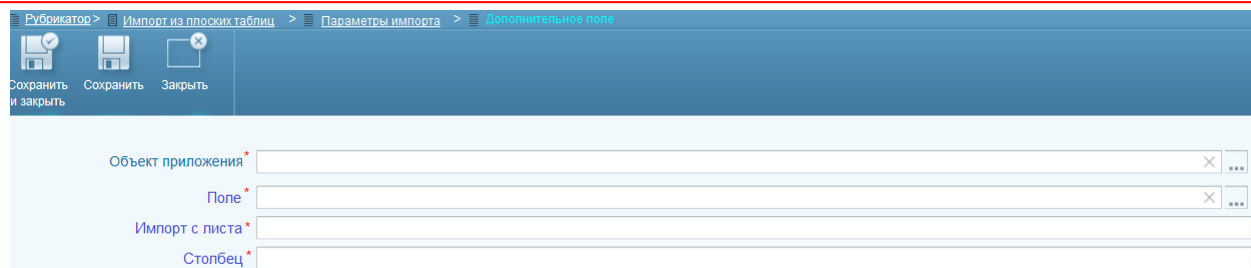 Рубрикатор > Импорт из плоских таблиц > Параметры импорта > Дополнительное поле
Сохранить и закрыть
Сохранить
Закрыть
Объект приложения*
...
Поле*
...
Импорт с листа*
Столбец*